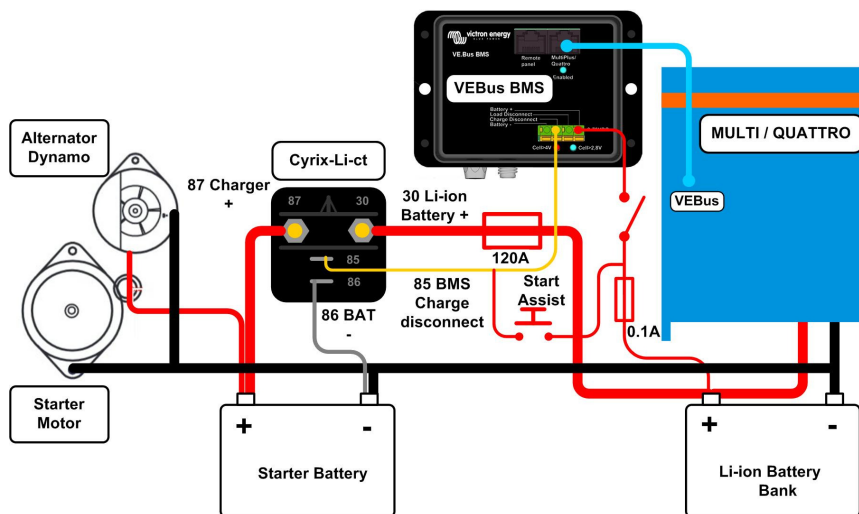 victron energy
BLUE POWER
VE.Bus BMS
Remote
panel
MultiPlus/
Quattro
Enabled
VEBus BMS
Battery +
Load Disconnect
Charge Disconnect
Battery -
Cell>4V
Cell>2.8V
MULTI / QUATTRO
VEBus
Alternator
Dynamo
Cyrix-Li-ct
87 Charger
+
87
30
85
86
30 Li-ion
Battery +
120A
85 BMS
Charge
disconnect
Start
Assist
0.1A
86 BAT
-
Starter
Motor
+
-
Starter Battery
+
-
Li-ion Battery
Bank